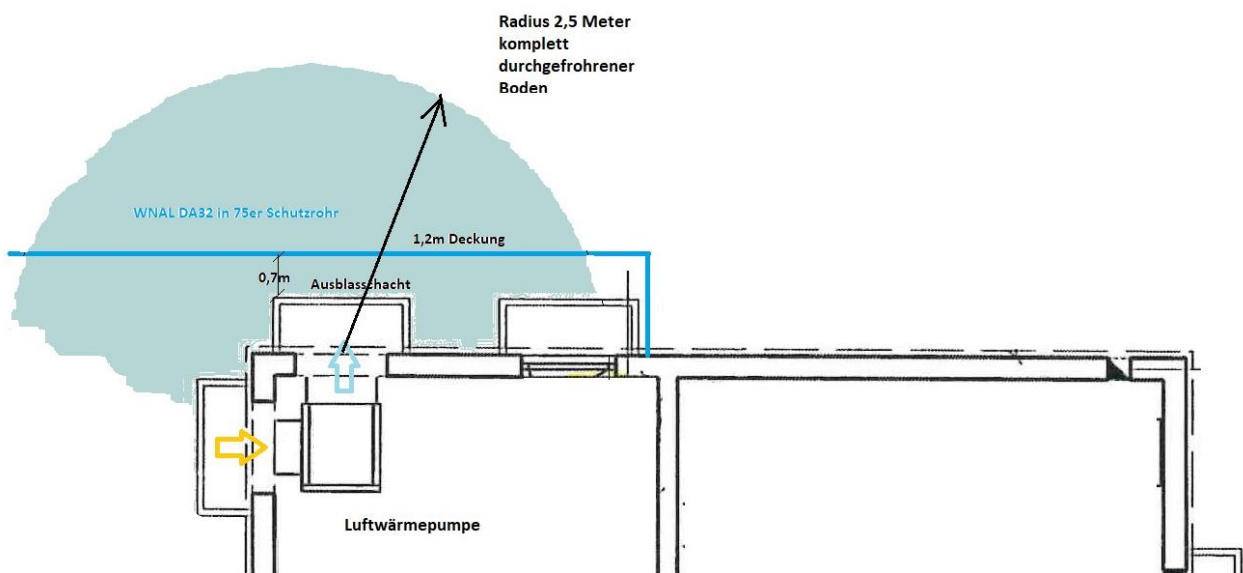 Radius 2,5 Meter
komplett
durchgefrohrener
Boden
WNAL DA32 in 75er Schutzrohr
1,2m Deckung
0,7m
Ausblasschacht
Luftwärmepumpe